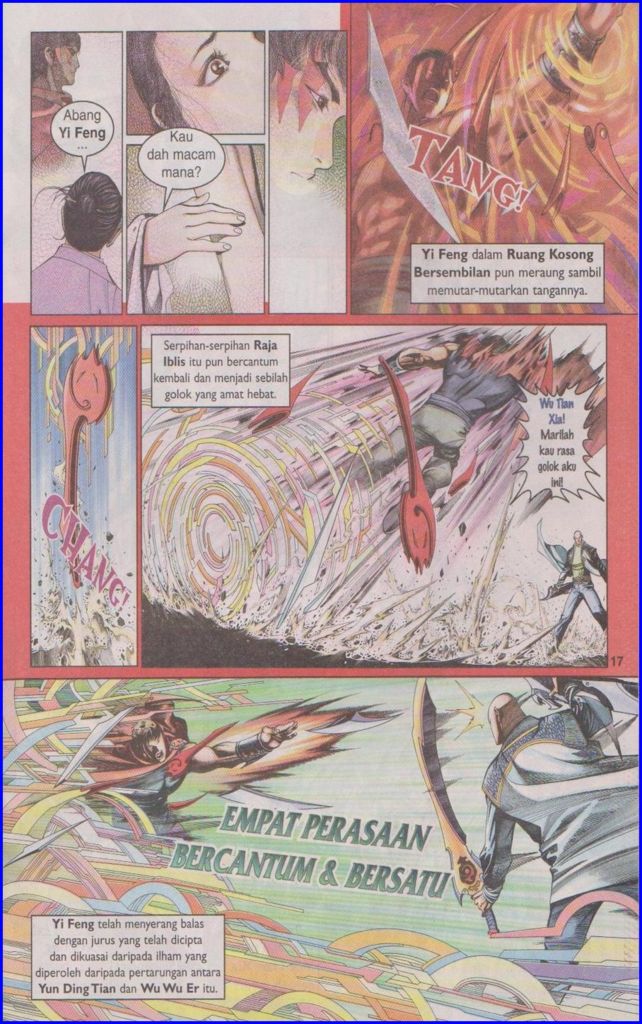 Abang
Yi Feng
...
Kau
dah macam
mana?
TANG!
Yi Feng dalam Ruang Kosong
Bersembilan pun meraung sambil
memutar-mutarkan tangannya.
CHANG!
Serpihan-serpihan Raja
Iblis itu pun bercantum
kembali dan menjadi sebilah
golok yang amat hebat.
Wu Tian
Xia!
Marilah
kau rasa
golok aku
ini!
17
EMPAT PERASAAN
BERCANTUM & BERSATU
Yi Feng telah menyerang balas
dengan jurus yang telah dicipta
dan dikuasai daripada ilham yang
diperoleh daripada pertarungan antara
Yun Ding Tian dan Wu Wu Er itu.